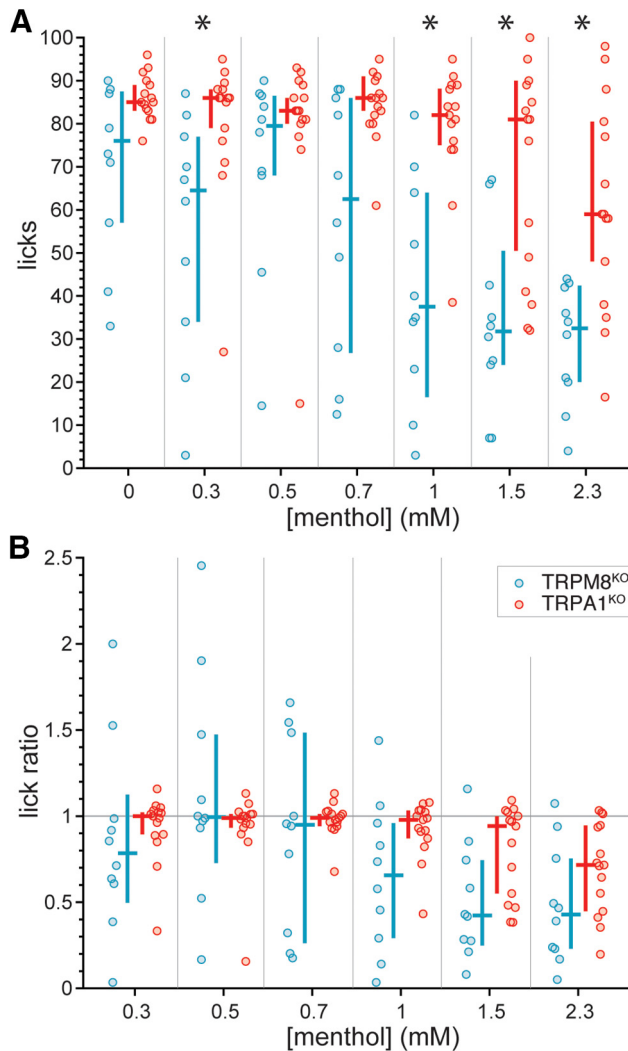 A
* * * *
100
90
80
70
60
50
40
30
20
10
0
licks
0 0.3 0.5 0.7 1 1.5 2.3
[menthol] (mM)
B
2.5
2
1.5
1
0.5
0
lick ratio
TRPM8KO
TRPA1KO
0.3 0.5 0.7 1 1.5 2.3
[menthol] (mM)